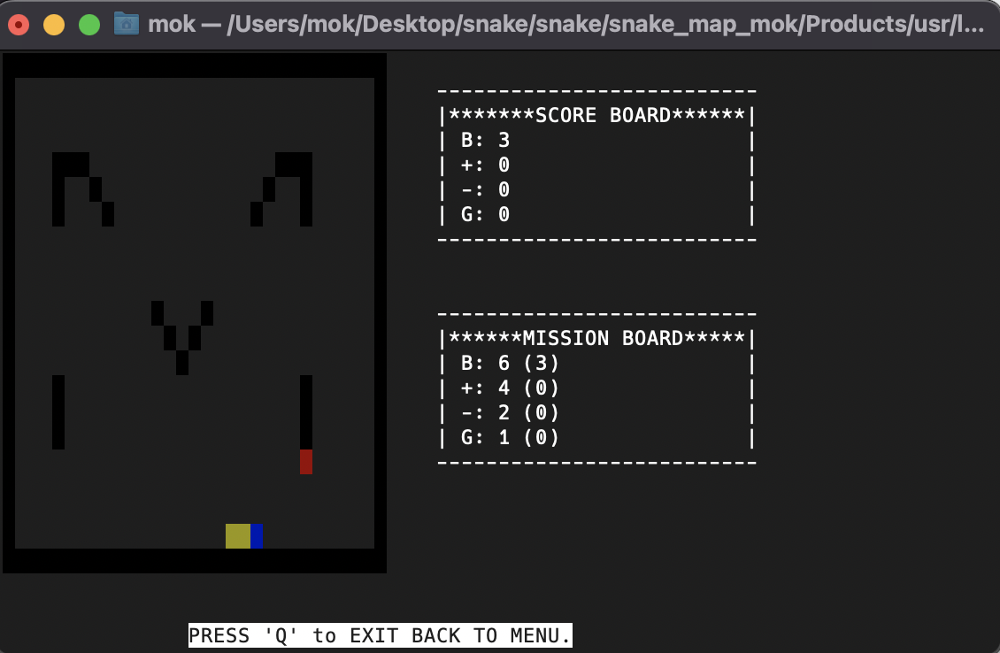 mok — /Users/mok/Desktop/snake/snake/snake_map_mok/Products/usr/l...
--------------------------
|*******SCORE BOARD******|
| B: 3 |
| +: 0 |
| -: 0 |
| G: 0 |
--------------------------
--------------------------
|******MISSION BOARD*****|
| B: 6 (3) |
| +: 4 (0) |
| -: 2 (0) |
| G: 1 (0) |
--------------------------
PRESS 'Q' to EXIT BACK TO MENU.